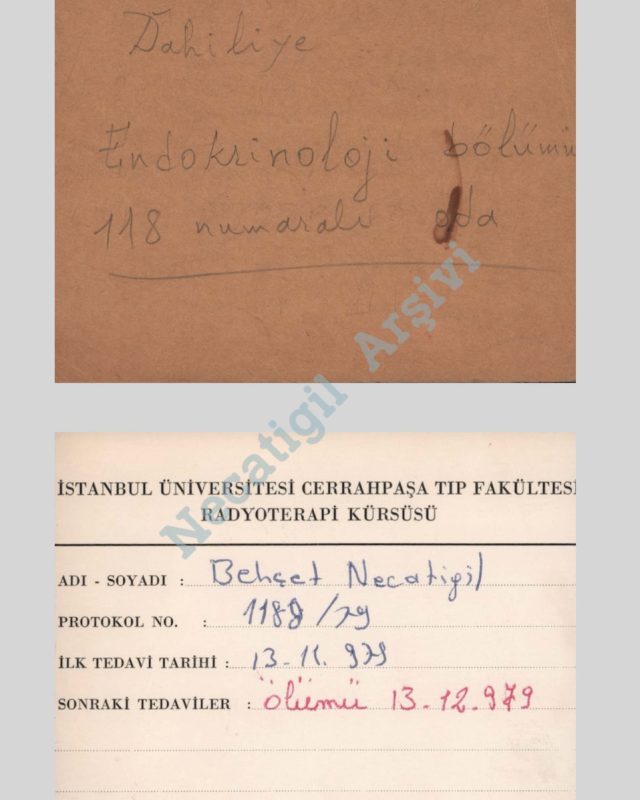 Dahiliye
Endokrinoloji bölümü
118 numaralı oda
Necatigil Arşivi
İSTANBUL ÜNİVERSİTESİ CERRAHPAŞA TIP FAKÜLTESİ
RADYOTERAPİ KÜRSÜSÜ
ADI - SOYADI : Behçet Necatigil
PROTOKOL NO. : /79
İLK TEDAVİ TARİHİ : 13-11.979
SONRAKİ TEDAVİLER : ölümü 13-12.979